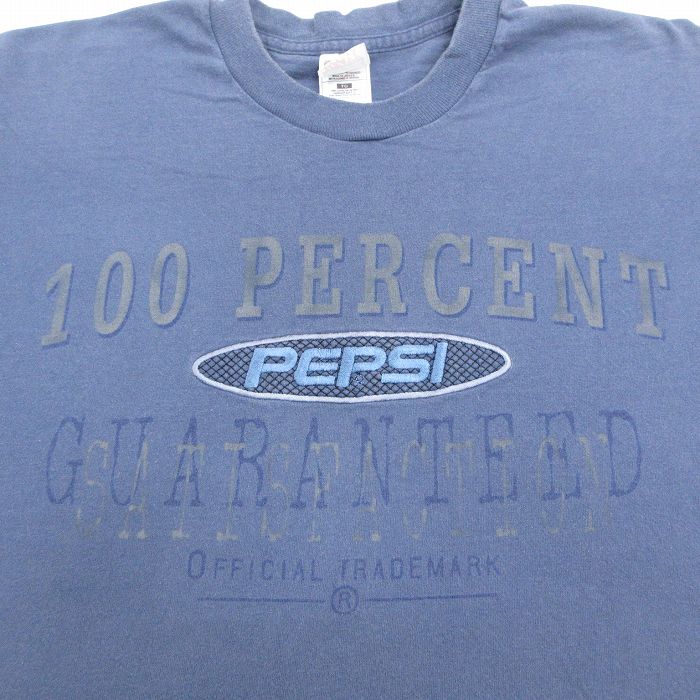 100 PERCENT
PEPSI
GUARANTEED
SATISFACTION
OFFICIAL TRADEMARK
®